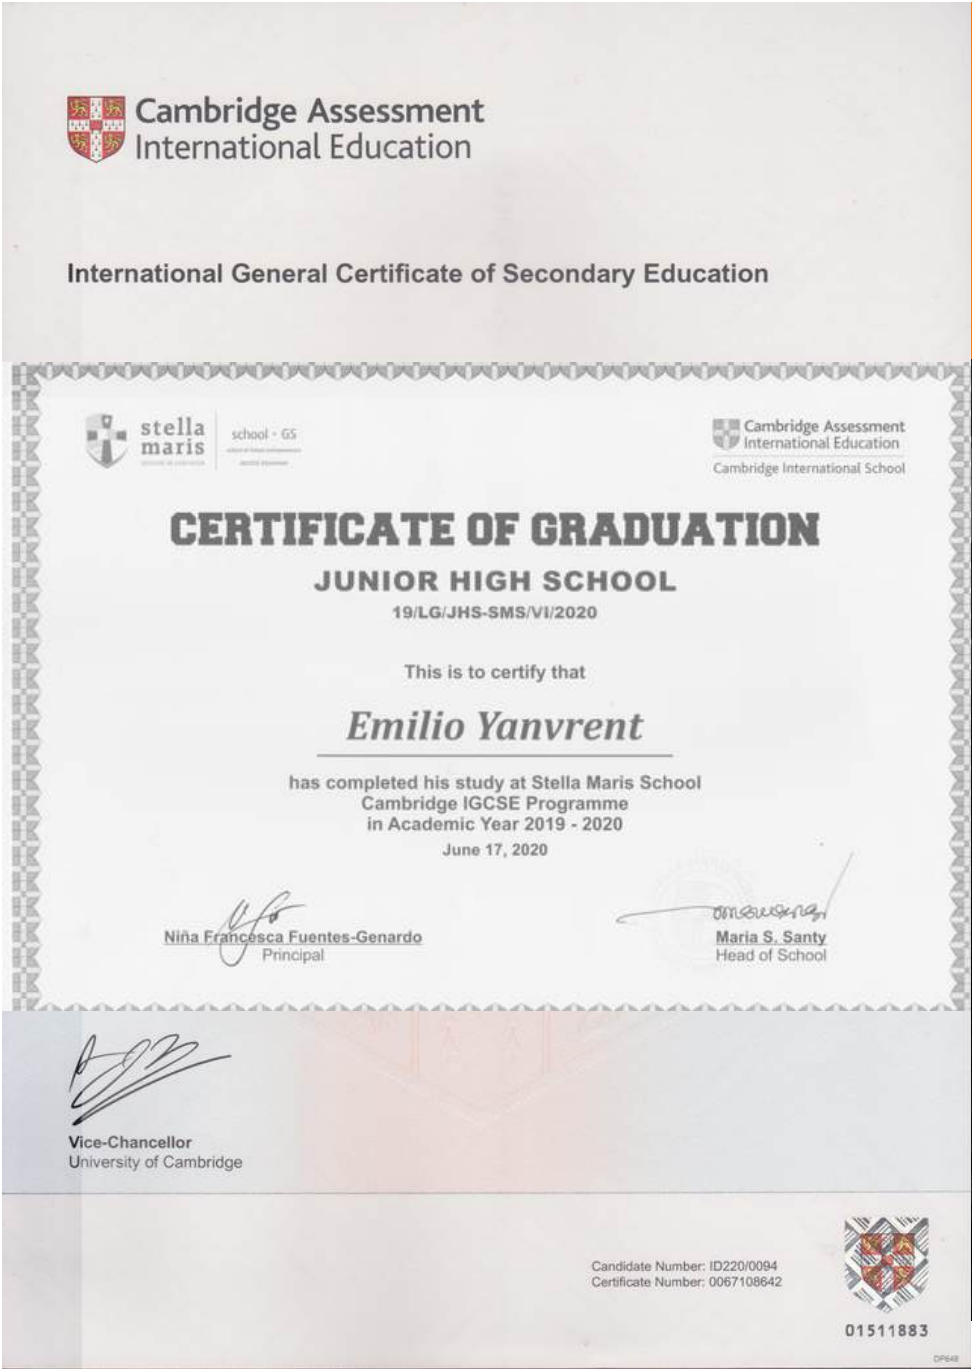 Cambridge Assessment
International Education
International General Certificate of Secondary Education
stella
maris
school - GS
Cambridge Assessment
International Education
Cambridge International School
CERTIFICATE OF GRADUATION
JUNIOR HIGH SCHOOL
19/LG/JHS-SMS/VI/2020
This is to certify that
Emilio Yanvrent
has completed his study at Stella Maris School
Cambridge IGCSE Programme
in Academic Year 2019 - 2020
June 17, 2020
Niña Francesca Fuentes-Genardo
Principal
Maria S. Santy
Head of School
Vice-Chancellor
University of Cambridge
Candidate Number: ID220/0094
Certificate Number: 0067108642
01511883
DP648